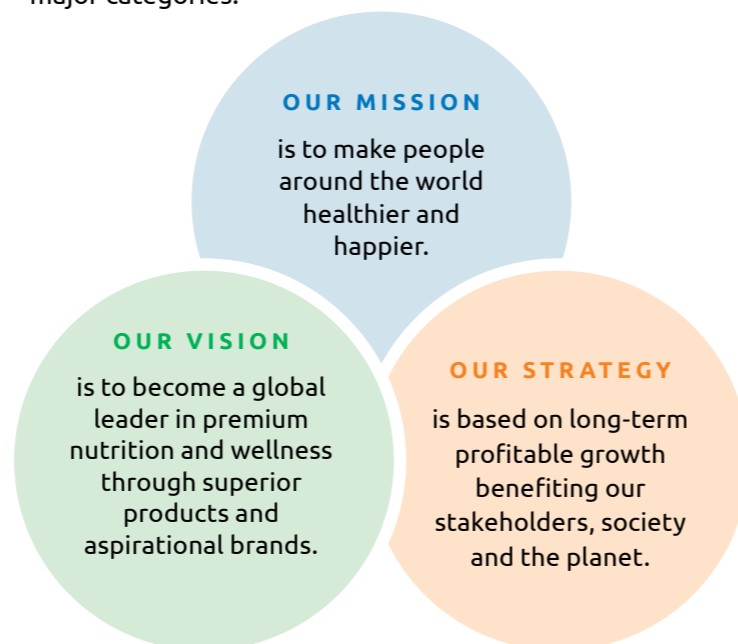 major categories.
OUR MISSION
is to make people
around the world
healthier and
happier.
OUR VISION
is to become a global
leader in premium
nutrition and wellness
through superior
products and
aspirational brands.
OUR STRATEGY
is based on long-term
profitable growth
benefiting our
stakeholders, society
and the planet.